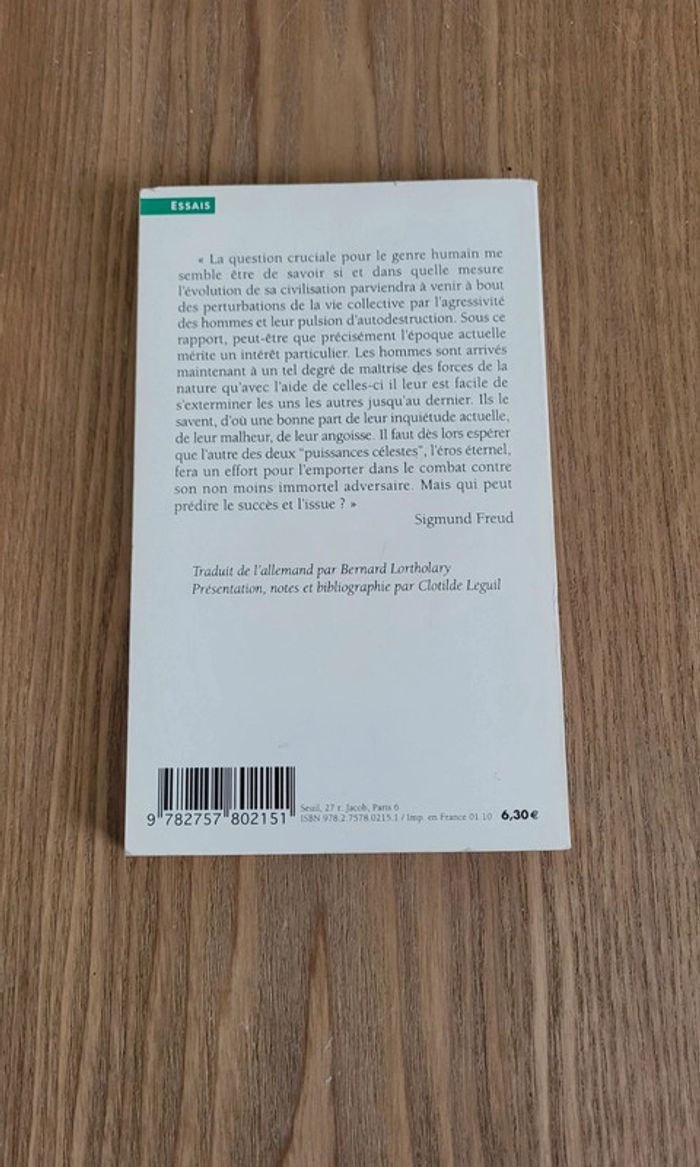 ESSAIS
« La question cruciale pour le genre humain me
semble être de savoir si et dans quelle mesure
l'évolution de sa civilisation parviendra à venir à bout
des perturbations de la vie collective par l'agressivité
des hommes et leur pulsion d'autodestruction. Sous ce
rapport, peut-être que précisément l'époque actuelle
mérite un intérêt particulier. Les hommes sont arrivés
maintenant à un tel degré de maîtrise des forces de la
nature qu'avec l'aide de celles-ci il leur est facile de
s'exterminer les uns les autres jusqu'au dernier. Ils le
savent, d'où une bonne part de leur inquiétude actuelle,
de leur malheur, de leur angoisse. Il faut dès lors espérer
que l'autre des deux "puissances célestes", l'éros éternel,
fera un effort pour l'emporter dans le combat contre
son non moins immortel adversaire. Mais qui peut
prédire le succès et l'issue ? »
Sigmund Freud
Traduit de l'allemand par Bernard Lortholary
Présentation, notes et bibliographie par Clotilde Leguil
Seuil, 27 r. Jacob, Paris 6
ISBN 978.2.7578.0215.1 / Imp. en France 01.10 6,30 €
9 782757 802151